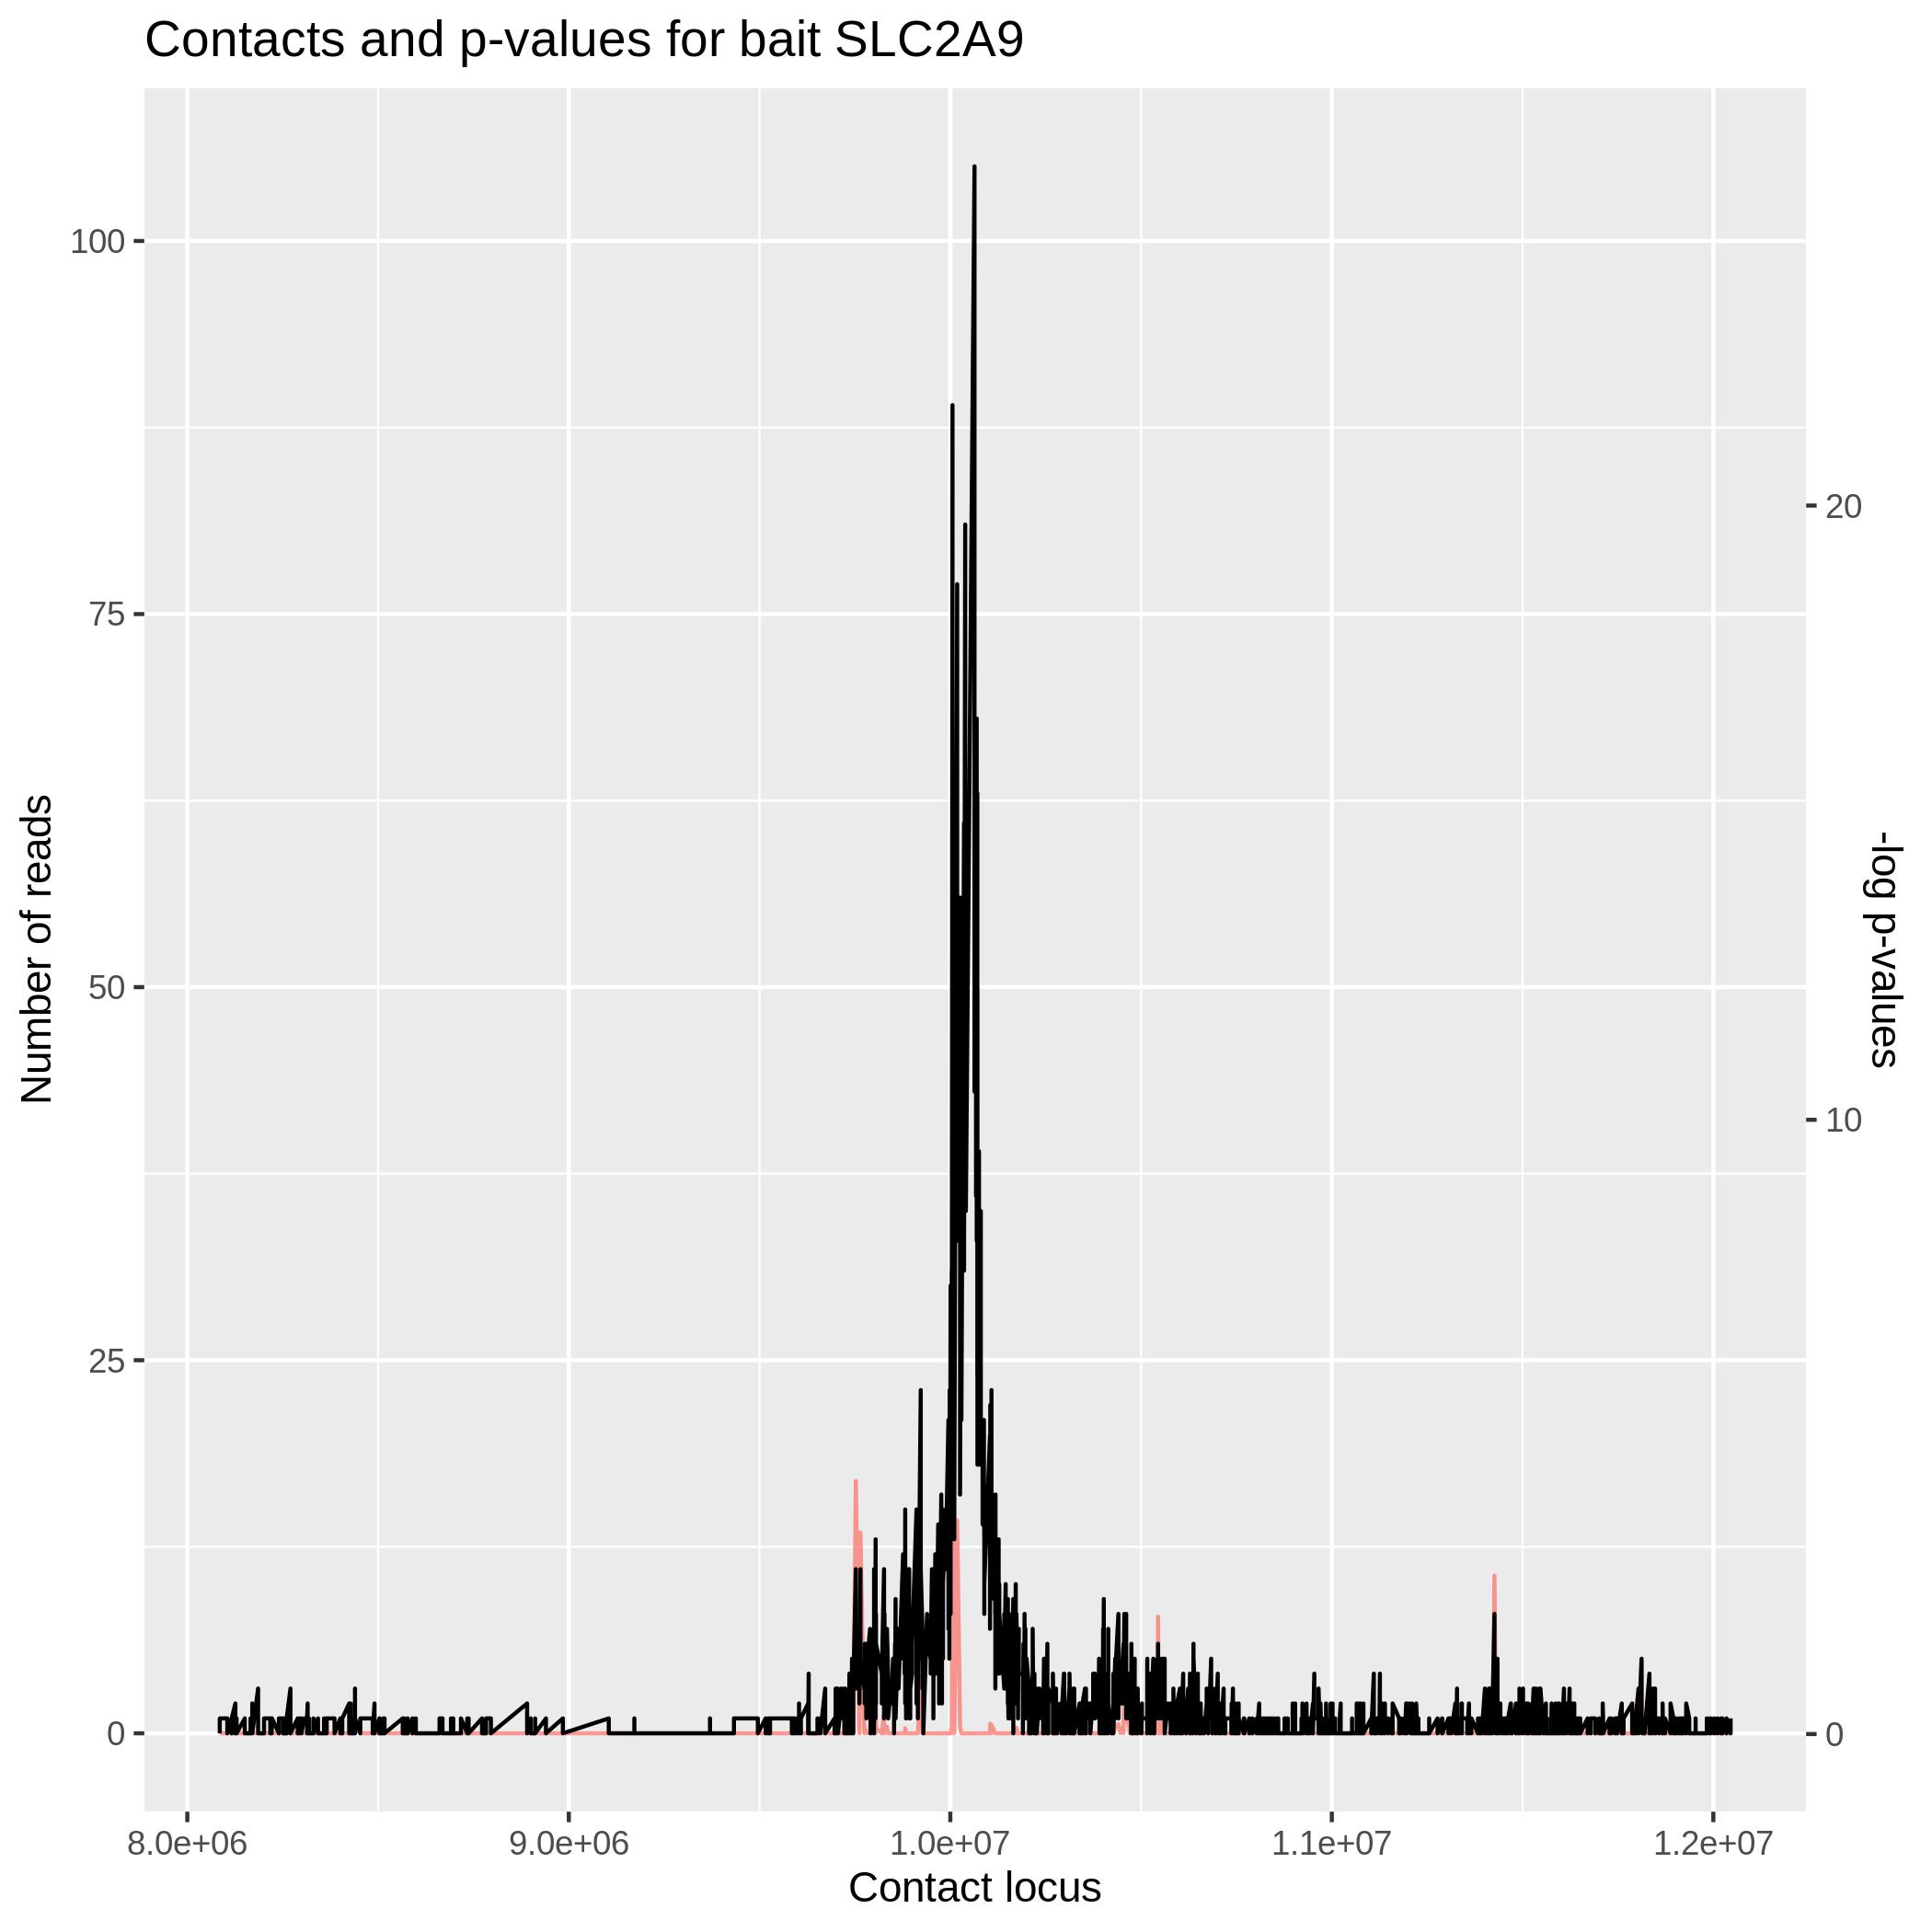 Contacts and p-values for bait SLC2A9
100
75
50
25
0
Number of reads
20
10
0
-log p-values
8.0e+06 9.0e+06 1.0e+07 1.1e+07 1.2e+07
Contact locus